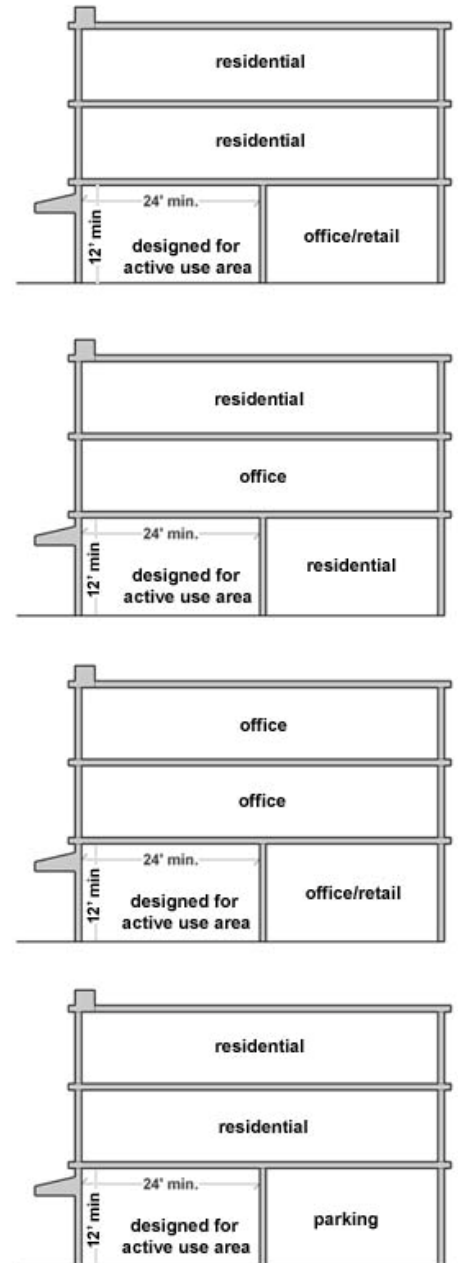 residential
residential
24' min.
12' min
designed for
active use area
office/retail
residential
office
24' min.
12' min
designed for
active use area
residential
office
office
24' min.
12' min
designed for
active use area
office/retail
residential
residential
24' min.
12' min
designed for
active use area
parking